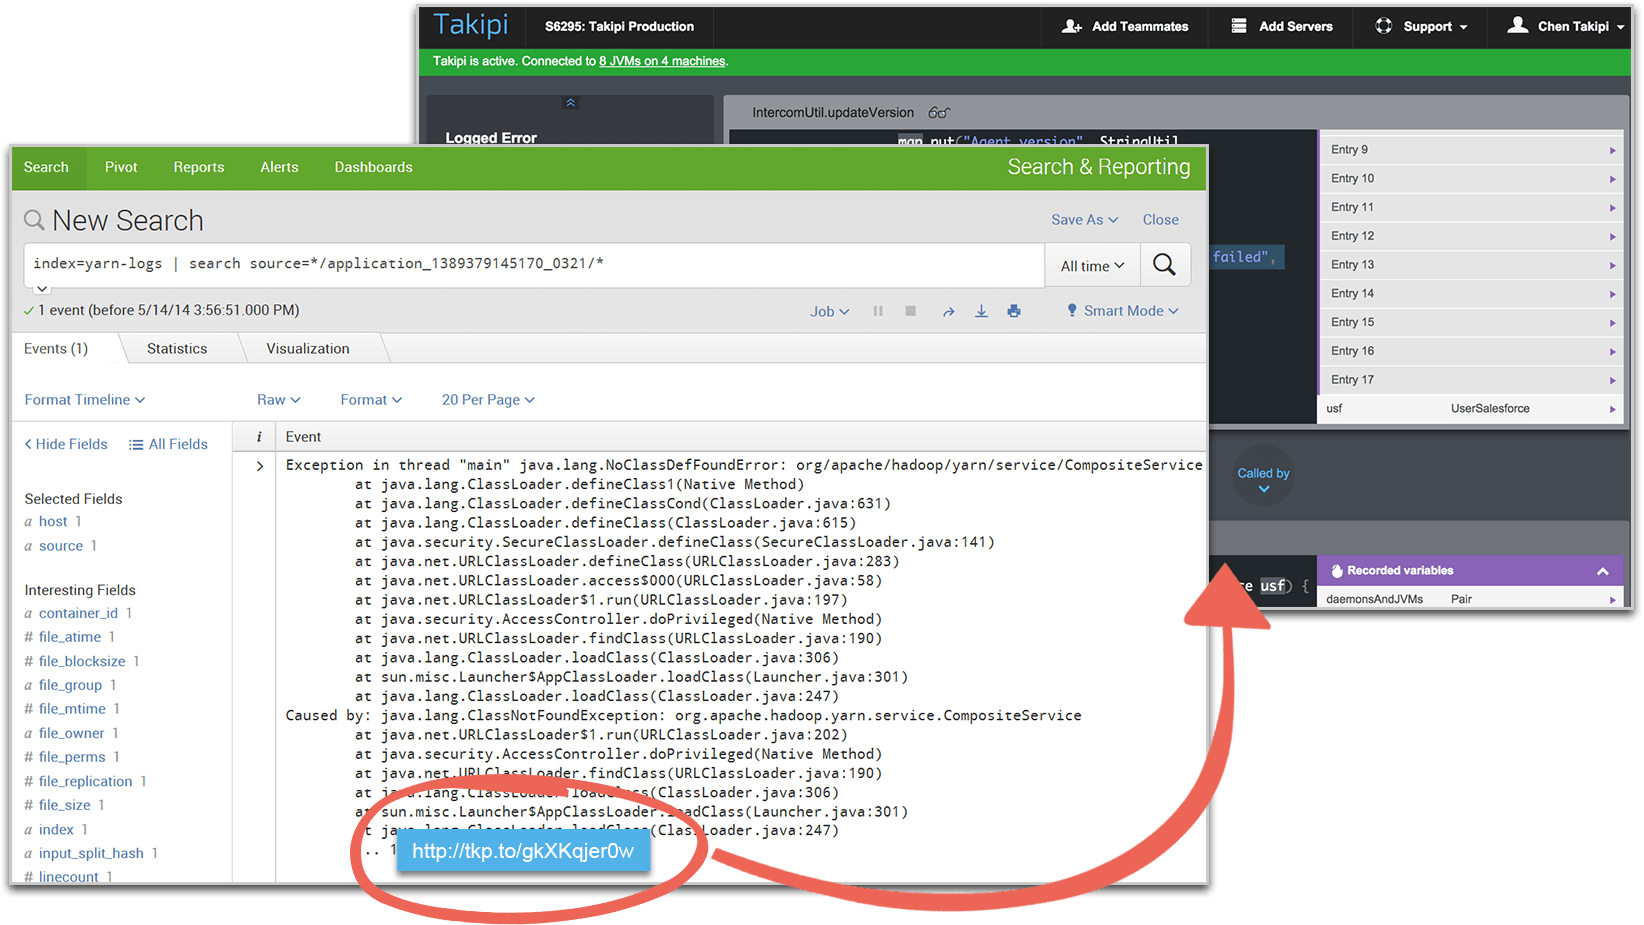 Takipi
S6295: Takipi Production
Add Teammates
Add Servers
Support
Chen Takipi
Takipi is active. Connected to 8 JVMs on 4 machines.
Logged Error
IntercomUtil.updateVersion
map.put("Agent version", StringUtil
failed",
Entry 9
Entry 10
Entry 11
Entry 12
Entry 13
Entry 14
Entry 15
Entry 16
Entry 17
usf UserSalesforce
Called by
usf) {
Recorded variables
daemonsAndJVMs Pair
Search Pivot Reports Alerts Dashboards Search & Reporting
New Search
Save As Close
index=yarn-logs | search source=*/application_1389379145170_0321/*
All time
1 event (before 5/14/14 3:56:51.000 PM)
Job
Smart Mode
Events (1) Statistics Visualization
Format Timeline Raw Format 20 Per Page
Hide Fields All Fields
Selected Fields
a host 1
a source 1
Interesting Fields
a container_id 1
# file_atime 1
# file_blocksize 1
a file_group 1
# file_mtime 1
a file_owner 1
# file_perms 1
# file_replication 1
# file_size 1
a index 1
a input_split_hash 1
# linecount 1
i Event
Exception in thread "main" java.lang.NoClassDefFoundError: org/apache/hadoop/yarn/service/CompositeService
at java.lang.ClassLoader.defineClass1(Native Method)
at java.lang.ClassLoader.defineClassCond(ClassLoader.java:631)
at java.lang.ClassLoader.defineClass(ClassLoader.java:615)
at java.security.SecureClassLoader.defineClass(SecureClassLoader.java:141)
at java.net.URLClassLoader.defineClass(URLClassLoader.java:283)
at java.net.URLClassLoader.access$000(URLClassLoader.java:58)
at java.net.URLClassLoader$1.run(URLClassLoader.java:197)
at java.security.AccessController.doPrivileged(Native Method)
at java.net.URLClassLoader.findClass(URLClassLoader.java:190)
at java.lang.ClassLoader.loadClass(ClassLoader.java:306)
at sun.misc.Launcher$AppClassLoader.loadClass(Launcher.java:301)
at java.lang.ClassLoader.loadClass(ClassLoader.java:247)
Caused by: java.lang.ClassNotFoundException: org.apache.hadoop.yarn.service.CompositeService
at java.net.URLClassLoader$1.run(URLClassLoader.java:202)
at java.security.AccessController.doPrivileged(Native Method)
at java.net.URLClassLoader.findClass(URLClassLoader.java:190)
at java.lang.ClassLoader.loadClass(ClassLoader.java:306)
at sun.misc.Launcher$AppClassLoader.loadClass(Launcher.java:301)
at java.lang.ClassLoader.loadClass(ClassLoader.java:247)
http://tkp.to/gkXKqjer0w